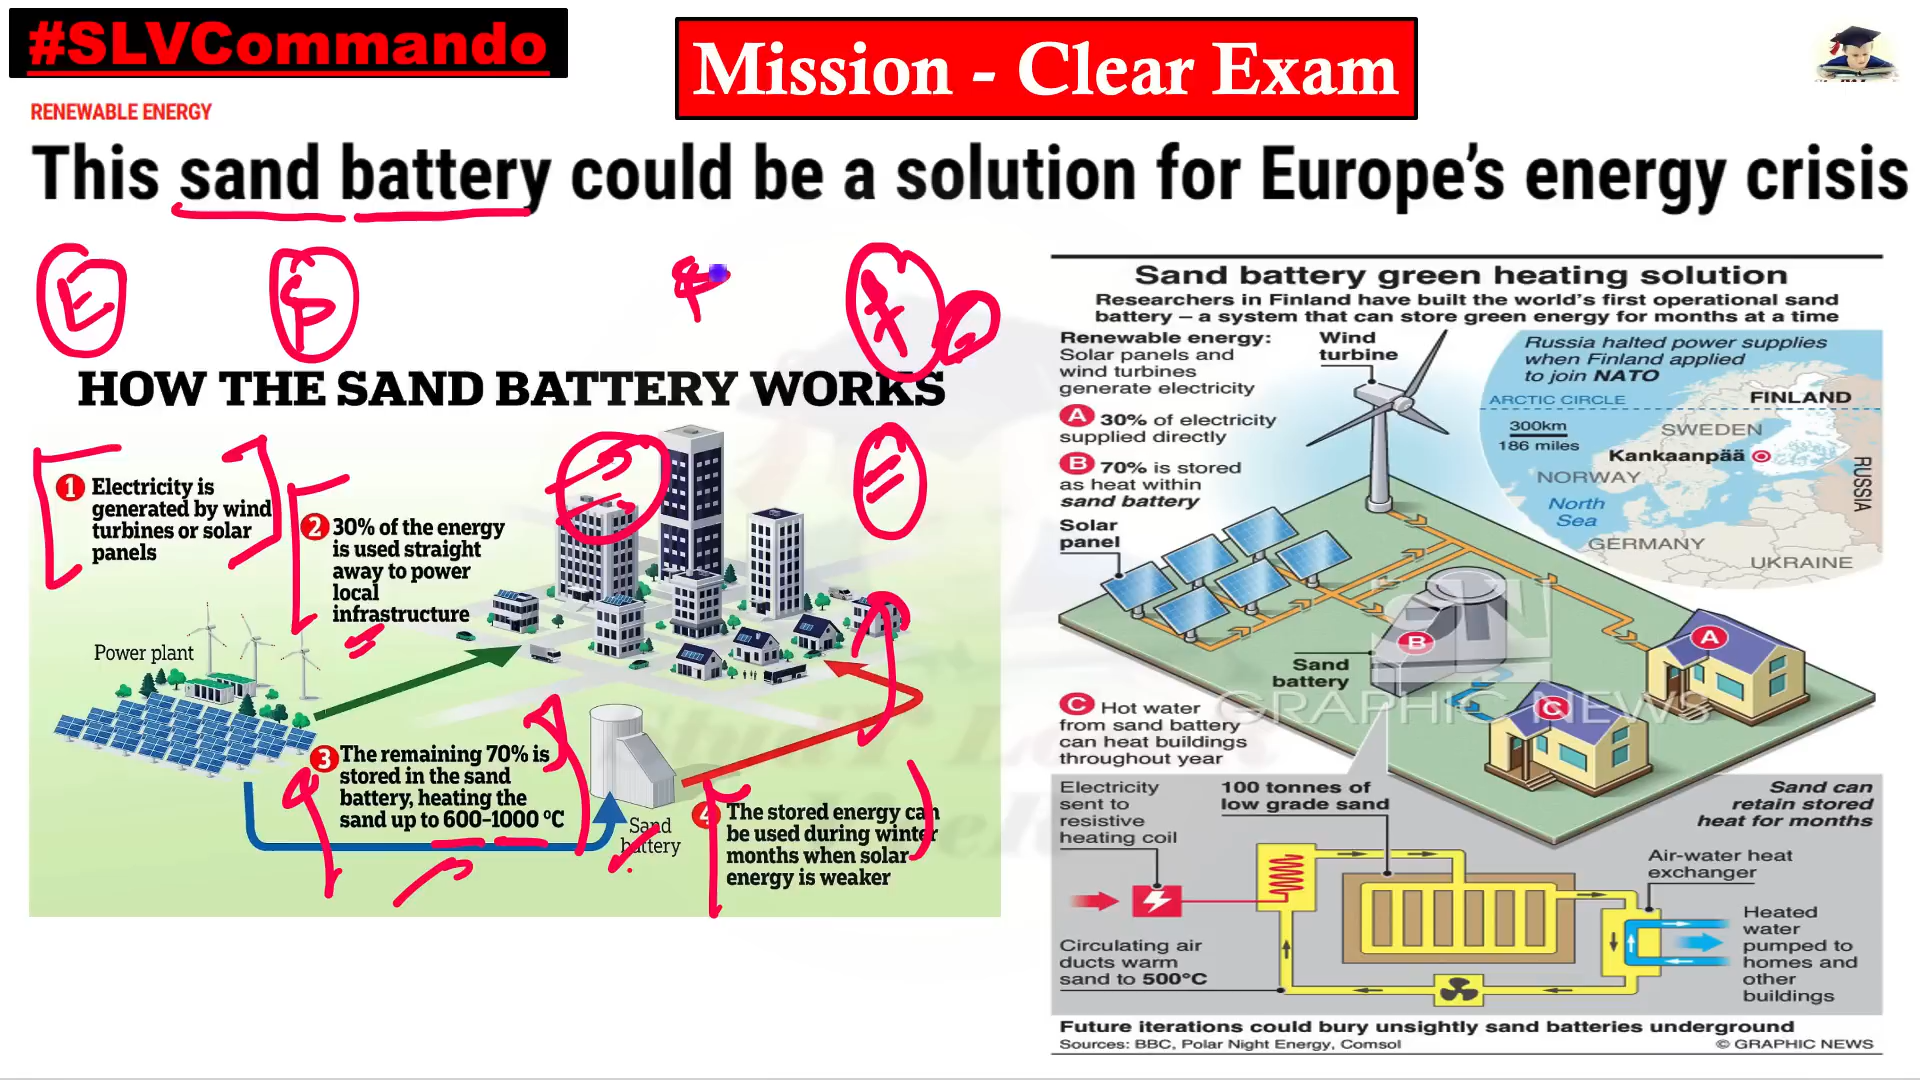 #SLVCommando
Mission - Clear Exam
RENEWABLE ENERGY
This sand battery could be a solution for Europe's energy crisis
E
HOW THE SAND BATTERY WORKS
1 Electricity is
generated by wind
turbines or solar
panels
2 30% of the energy
is used straight
away to power
local
infrastructure
Power plant
3 The remaining 70% is
stored in the sand
battery, heating the
sand up to 600-1000 °C
Sand
battery
4 The stored energy can
be used during winter
months when solar
energy is weaker
Sand battery green heating solution
Researchers in Finland have built the world's first operational sand
battery – a system that can store green energy for months at a time
Renewable energy:
Solar panels and
wind turbines
generate electricity
A 30% of electricity
supplied directly
B 70% is stored
as heat within
sand battery
Solar
panel
Wind
turbine
Russia halted power supplies
when Finland applied
to join NATO
ARCTIC CIRCLE
FINLAND
300km
186 miles
SWEDEN
Kankaanpää
NORWAY
RUSSIA
North
Sea
GERMANY
UKRAINE
A
B
Sand
battery
C
GRAPHIC NEWS
C Hot water
from sand battery
can heat buildings
throughout year
Electricity
sent to
resistive
heating coil
100 tonnes of
low grade sand
Sand can
retain stored
heat for months
Air-water heat
exchanger
Heated
water
pumped to
homes and
other
buildings
Circulating air
ducts warm
sand to 500°C
Future iterations could bury unsightly sand batteries underground
Sources: BBC, Polar Night Energy, Comsol
© GRAPHIC NEWS